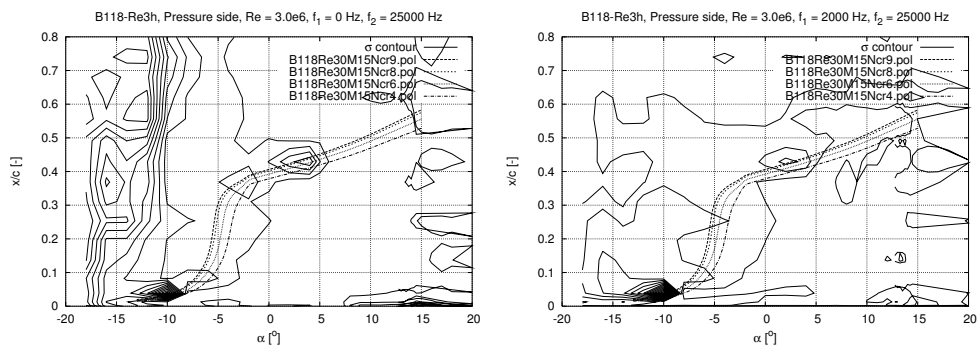 B118-Re3h, Pressure side, Re = 3.0e6, f1 = 0 Hz, f2 = 25000 Hz
σ contour
B118Re30M15Ncr9.pol
B118Re30M15Ncr8.pol
B118Re30M15Ncr6.pol
B118Re30M15Ncr4.pol
0.8
0.7
0.6
0.5
0.4
0.3
0.2
0.1
0
x/c [-]
-20 -15 -10 -5 0 5 10 15 20
α [o]
B118-Re3h, Pressure side, Re = 3.0e6, f1 = 2000 Hz, f2 = 25000 Hz
σ contour
B118Re30M15Ncr9.pol
B118Re30M15Ncr8.pol
B118Re30M15Ncr6.pol
B118Re30M15Ncr4.pol
0.8
0.7
0.6
0.5
0.4
0.3
0.2
0.1
0
x/c [-]
-20 -15 -10 -5 0 5 10 15 20
α [o]